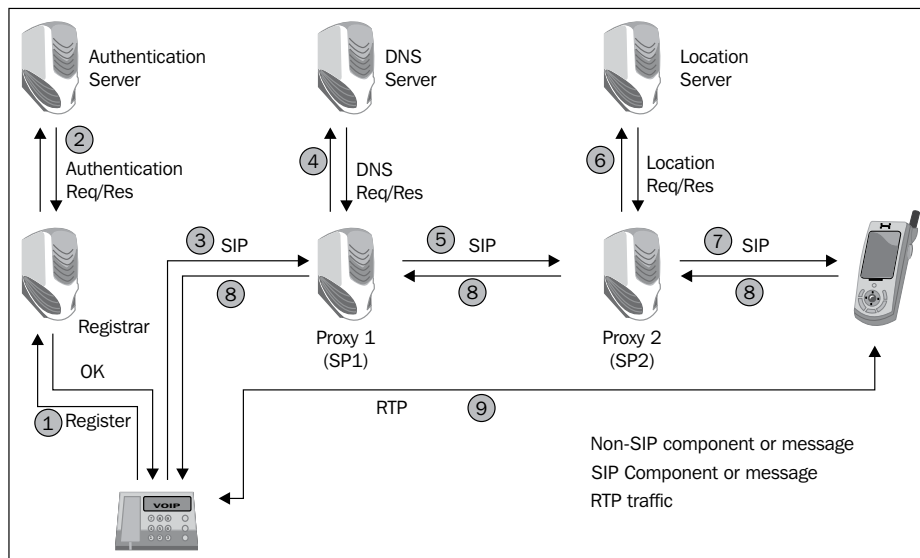 Authentication
Server
DNS
Server
Location
Server
2
Authentication
Req/Res
4
DNS
Req/Res
6
Location
Req/Res
3 SIP
5 SIP
7 SIP
8
8
8
Registrar
Proxy 1
(SP1)
Proxy 2
(SP2)
OK
1 Register
RTP 9
Non-SIP component or message
SIP Component or message
RTP traffic
VOIP